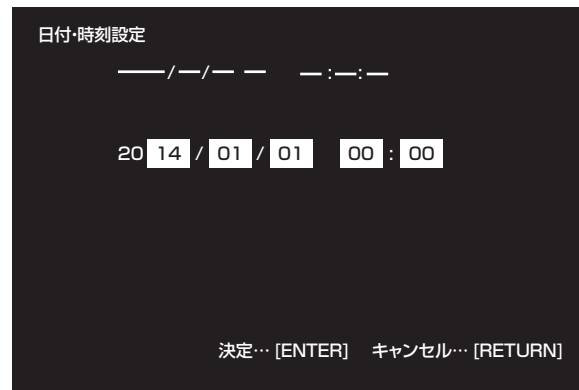 日付・時刻設定
——/—/— — —:—:—
20 14 / 01 / 01 00 : 00
決定… [ENTER] キャンセル… [RETURN]